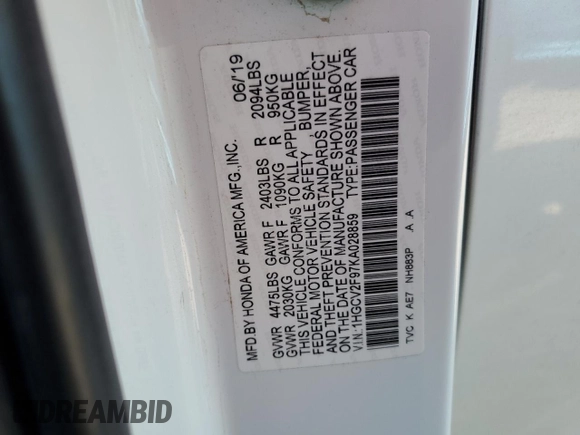 MFD.BY HONDA OF AMERICA MFG.,INC. 06/'19
GVWR 4475LBS GAWR F 2403LBS R 2094LBS
GVWR 2030KG GAWR F 1090KG R 950KG
THIS VEHICLE CONFORMS TO ALL APPLICABLE
FEDERAL MOTOR VEHICLE SAFETY , BUMPER,
AND THEFT PREVENTION STANDARDS IN EFFECT
ON THE DATE OF MANUFACTURE SHOWN ABOVE.
V.I.N.:1HGCV2F97KA028859 TYPE:PASSENGER CAR
TVC K AE7 NH883P A A
BIDREAMBID